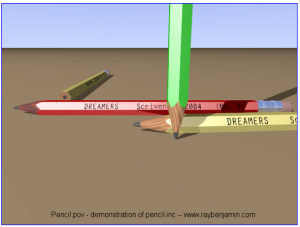 DREAMERS Scriven 2004
DREAMERS
Pencil.pov - demonstration of pencil.inc -- www.raybenjamin.com